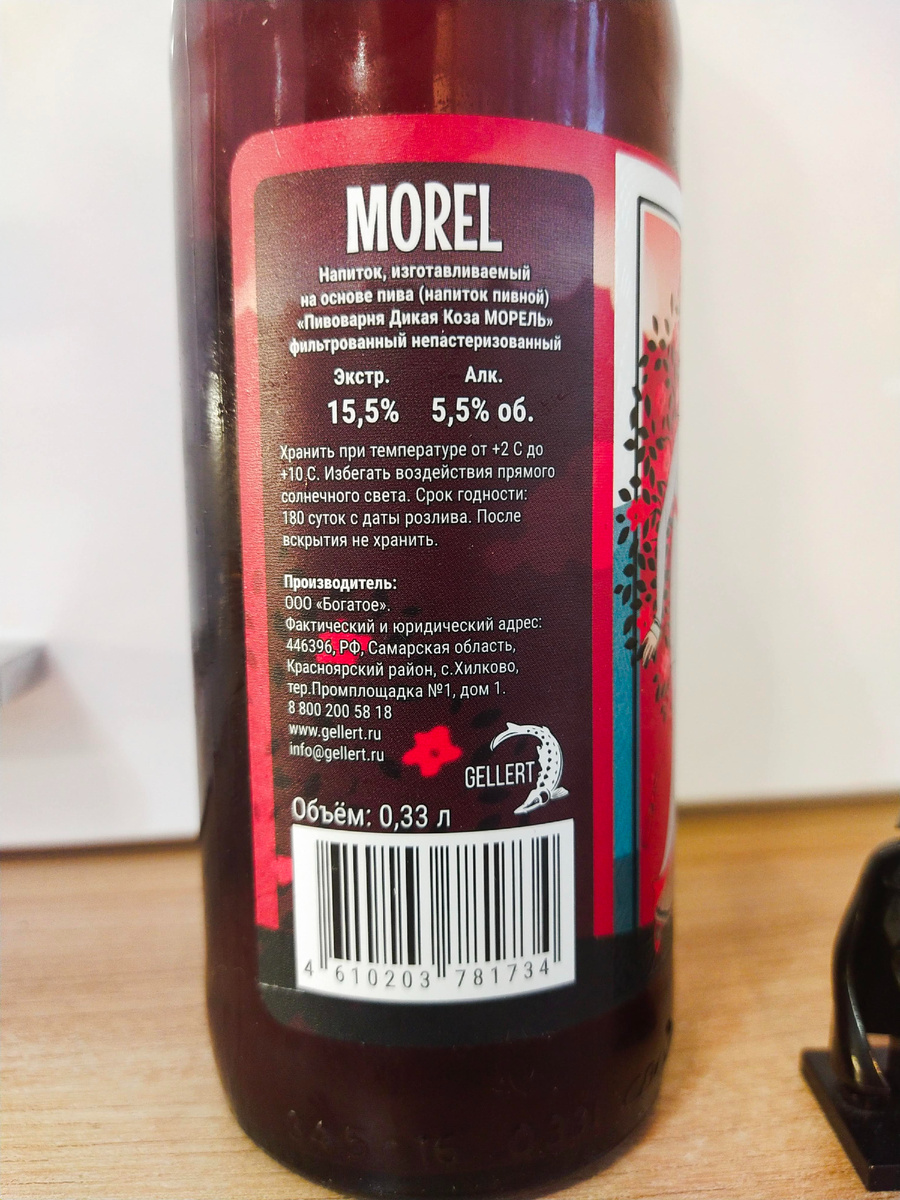 MOREL
Напиток, изготавливаемый
на основе пива (напиток пивной)
«Пивоварня Дикая Коза МОРЕЛЬ»
фильтрованный непастеризованный
Экстр. Алк.
15,5% 5,5% об.
Хранить при температуре от +2 С до
+10 С. Избегать воздействия прямого
солнечного света. Срок годности:
180 суток с даты розлива. После
вскрытия не хранить.
Производитель:
ООО «Богатое».
Фактический и юридический адрес:
446396, РФ, Самарская область,
Красноярский район, с.Хилково,
тер.Промплощадка №1, дом 1.
8 800 200 58 18
www.gellert.ru
info@gellert.ru
GELLERT
Объём: 0,33 л
4 610203 781734